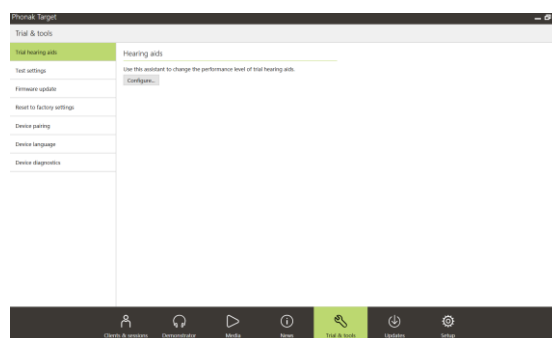 Phonak Target
Trial & tools
Trial hearing aids
Test settings
Firmware update
Reset to factory settings
Device pairing
Device language
Device diagnostics
Hearing aids
Use this assistant to change the performance level of trial hearing aids.
Configure...
Clients & sessions Demonstrator Media News Trial & tools Updates Setup